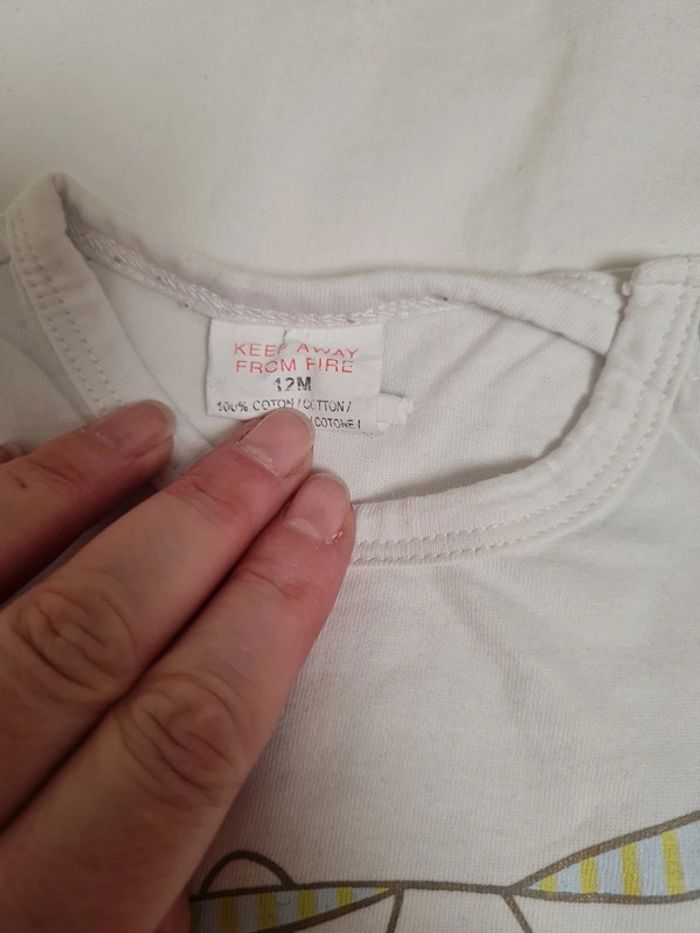 KEEP AWAY
FROM FIRE
12M
100% COTON / COTTON /
/COTONE /